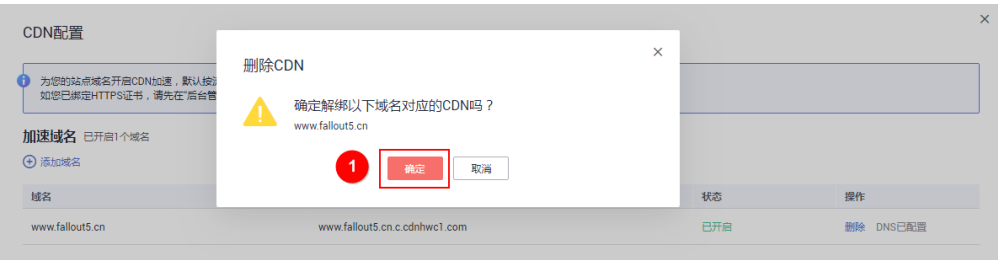 CDN配置
为您的站点域名开启CDN加速，默认按
如您已绑定HTTPS证书，请先在"后台管
加速域名 已开启1个域名
添加域名
删除CDN
确定解绑以下域名对应的CDN吗？
www.fallout5.cn
1 确定 取消
域名 状态 操作
www.fallout5.cn www.fallout5.cn.c.cdnhwc1.com 已开启 删除 DNS已配置